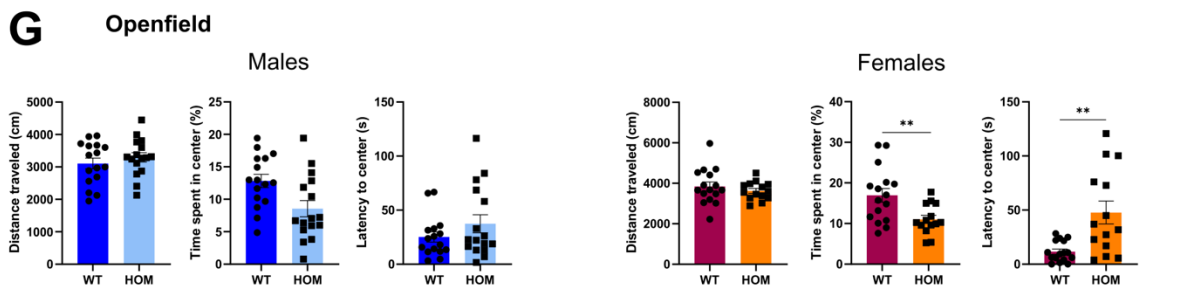 G
Openfield
Males
Females
Distance traveled (cm)
5000
4000
3000
2000
1000
0
WT HOM
Time spent in center (%)
25
20
15
10
5
0
WT HOM
Latency to center (s)
150
100
50
0
WT HOM
Distance traveled (cm)
8000
6000
4000
2000
0
WT HOM
Time spent in center (%)
40
30
20
10
0
**
WT HOM
Latency to center (s)
150
100
50
0
**
WT HOM